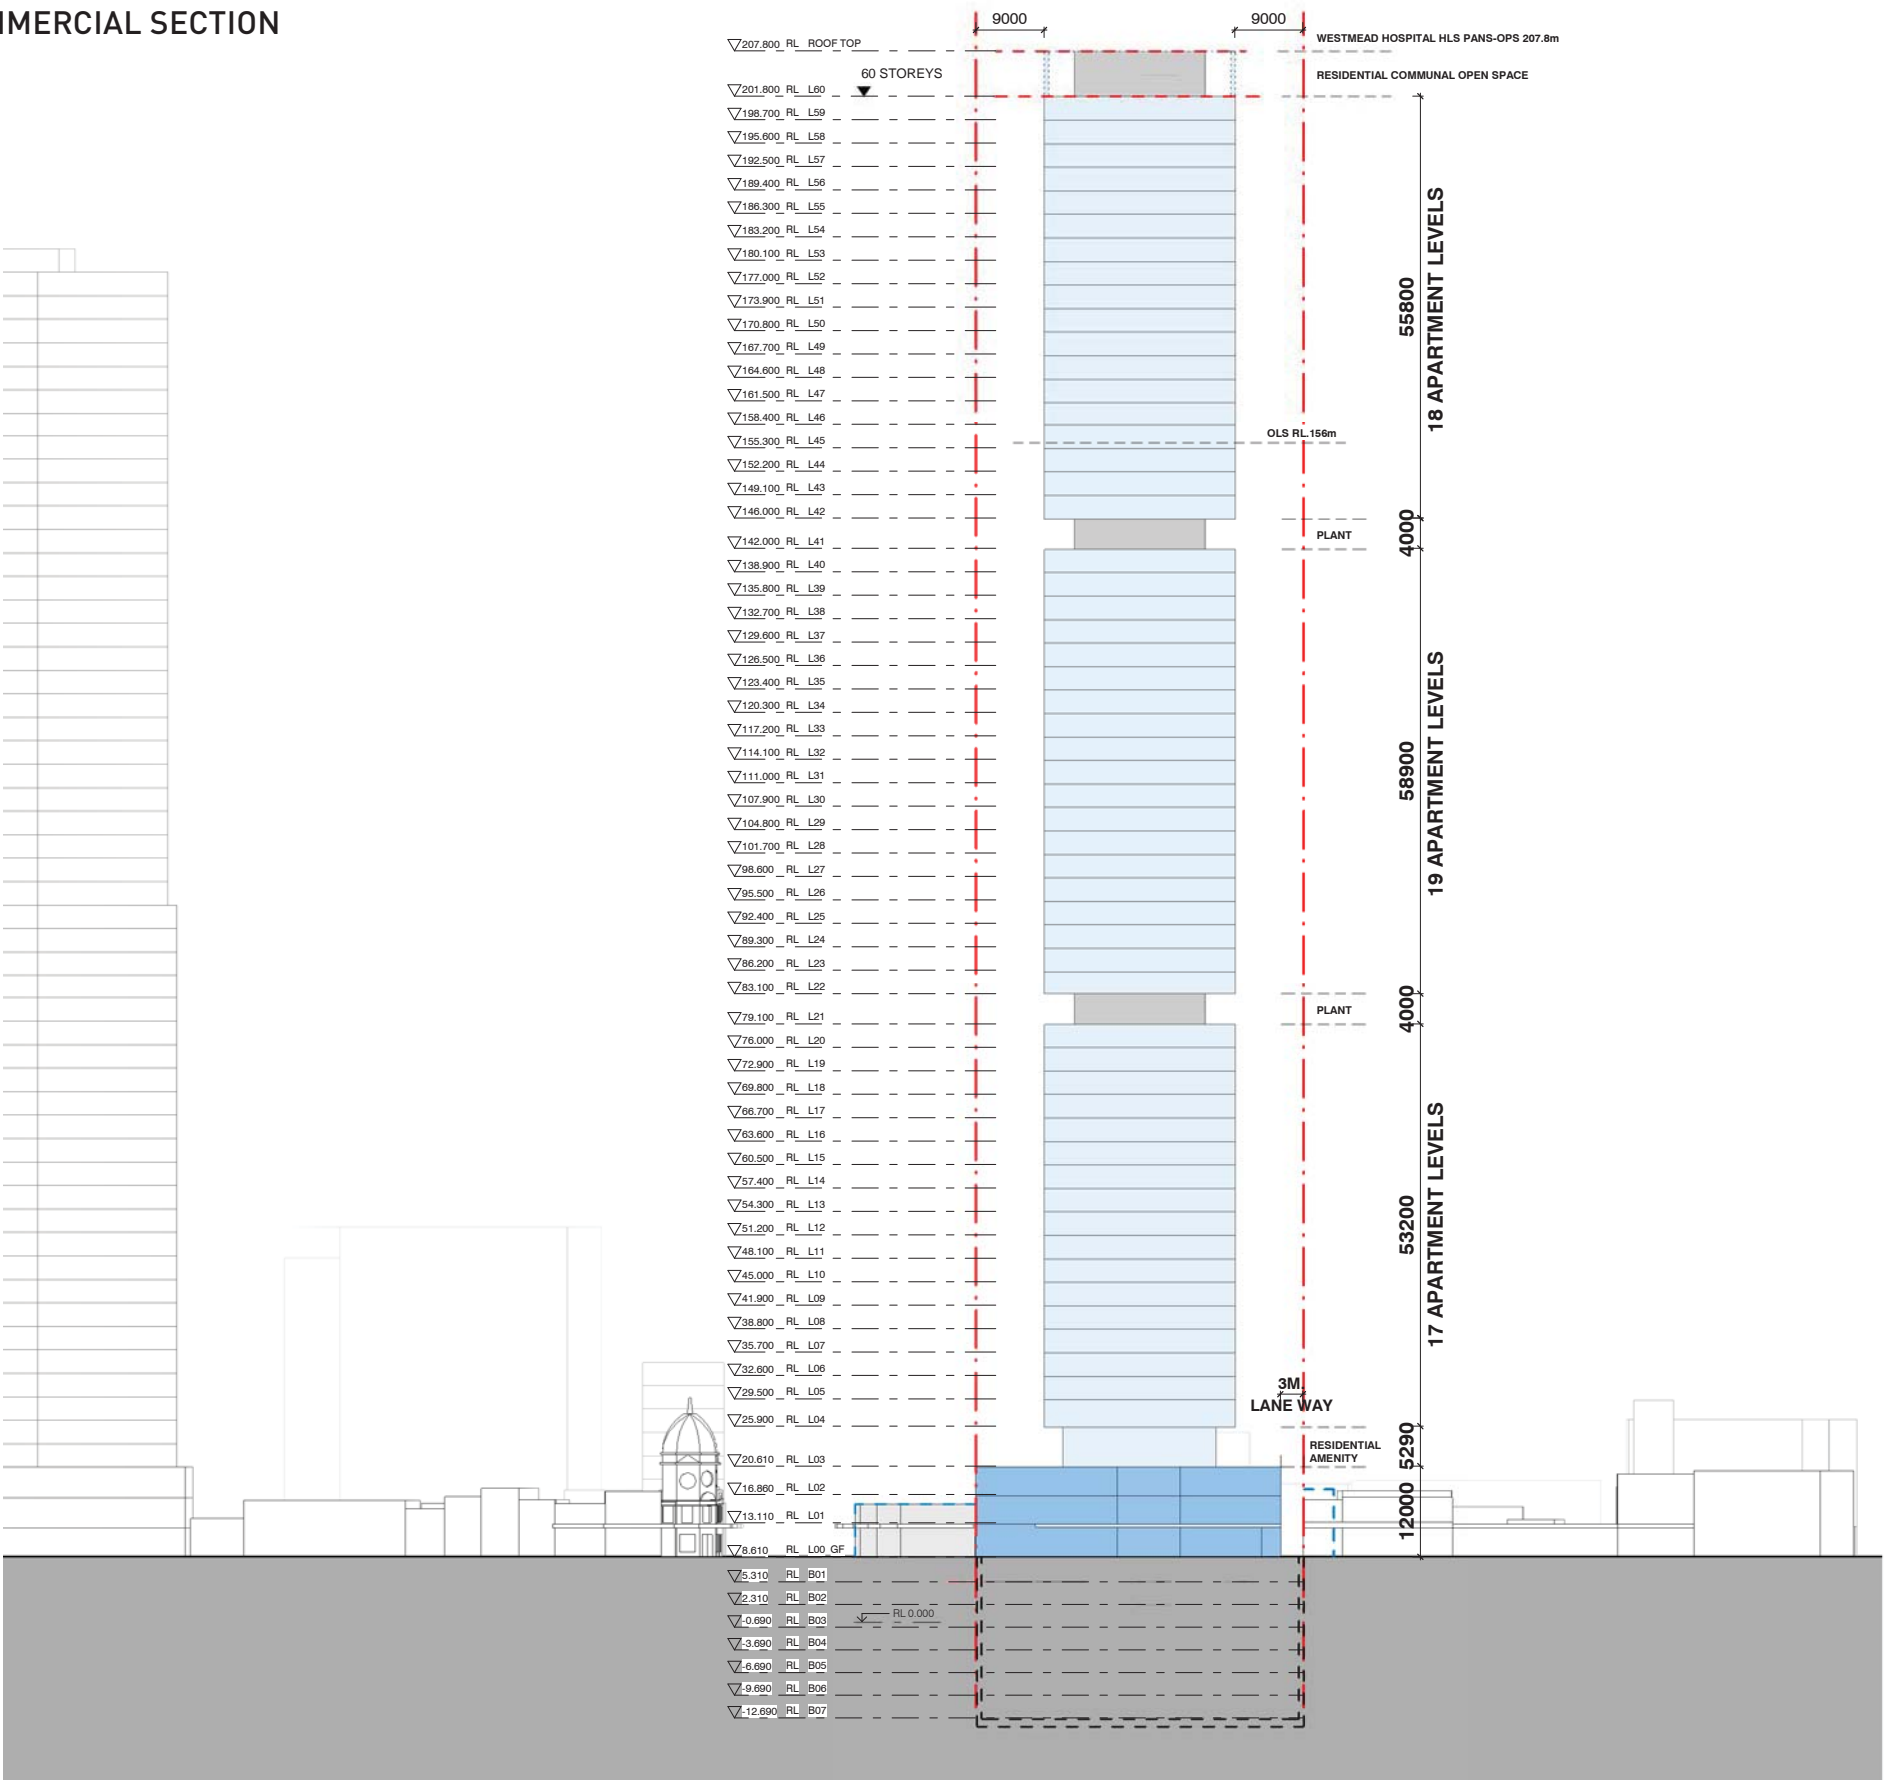 MMERCIAL SECTION
9000 9000
207.800 RL ROOF TOP
WESTMEAD HOSPITAL HLS PANS-OPS 207.8m
60 STOREYS
RESIDENTIAL COMMUNAL OPEN SPACE
201.800 RL L60
198.700 RL L59
195.600 RL L58
192.500 RL L57
189.400 RL L56
186.300 RL L55
183.200 RL L54
180.100 RL L53
177.000 RL L52
173.900 RL L51
170.800 RL L50
167.700 RL L49
164.600 RL L48
161.500 RL L47
158.400 RL L46
155.300 RL L45
152.200 RL L44
149.100 RL L43
146.000 RL L42
142.000 RL L41
138.900 RL L40
135.800 RL L39
132.700 RL L38
129.600 RL L37
126.500 RL L36
123.400 RL L35
120.300 RL L34
117.200 RL L33
114.100 RL L32
111.000 RL L31
107.900 RL L30
104.800 RL L29
101.700 RL L28
98.600 RL L27
95.500 RL L26
92.400 RL L25
89.300 RL L24
86.200 RL L23
83.100 RL L22
79.100 RL L21
76.000 RL L20
72.900 RL L19
69.800 RL L18
66.700 RL L17
63.600 RL L16
60.500 RL L15
57.400 RL L14
54.300 RL L13
51.200 RL L12
48.100 RL L11
45.000 RL L10
41.900 RL L09
38.800 RL L08
35.700 RL L07
32.600 RL L06
29.500 RL L05
25.900 RL L04
20.610 RL L03
16.860 RL L02
13.110 RL L01
8.610 RL L00 GF
5.310 RL B01
2.310 RL B02
-0.690 RL B03
-3.690 RL B04
-6.690 RL B05
-9.690 RL B06
-12.690 RL B07
RL 0.000
OLS RL.156m
PLANT
PLANT
3M.
LANE WAY
RESIDENTIAL
AMENITY
55800
18 APARTMENT LEVELS
4000
58900
19 APARTMENT LEVELS
4000
53200
17 APARTMENT LEVELS
5290
12000